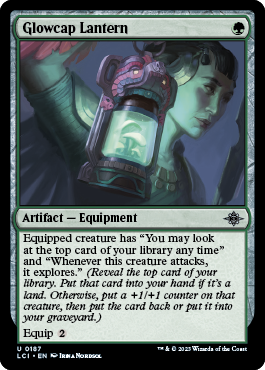 Glowcap Lantern
Artifact — Equipment
Equipped creature has “You may look
at the top card of your library any time”
and “Whenever this creature attacks,
it explores.” (Reveal the top card of your
library. Put that card into your hand if it’s a
land. Otherwise, put a +1/+1 counter on that
creature, then put the card back or put it into
your graveyard.)
Equip 2
U 0187
LCI • EN Irina Nordsol
™ & © 2023 Wizards of the Coast